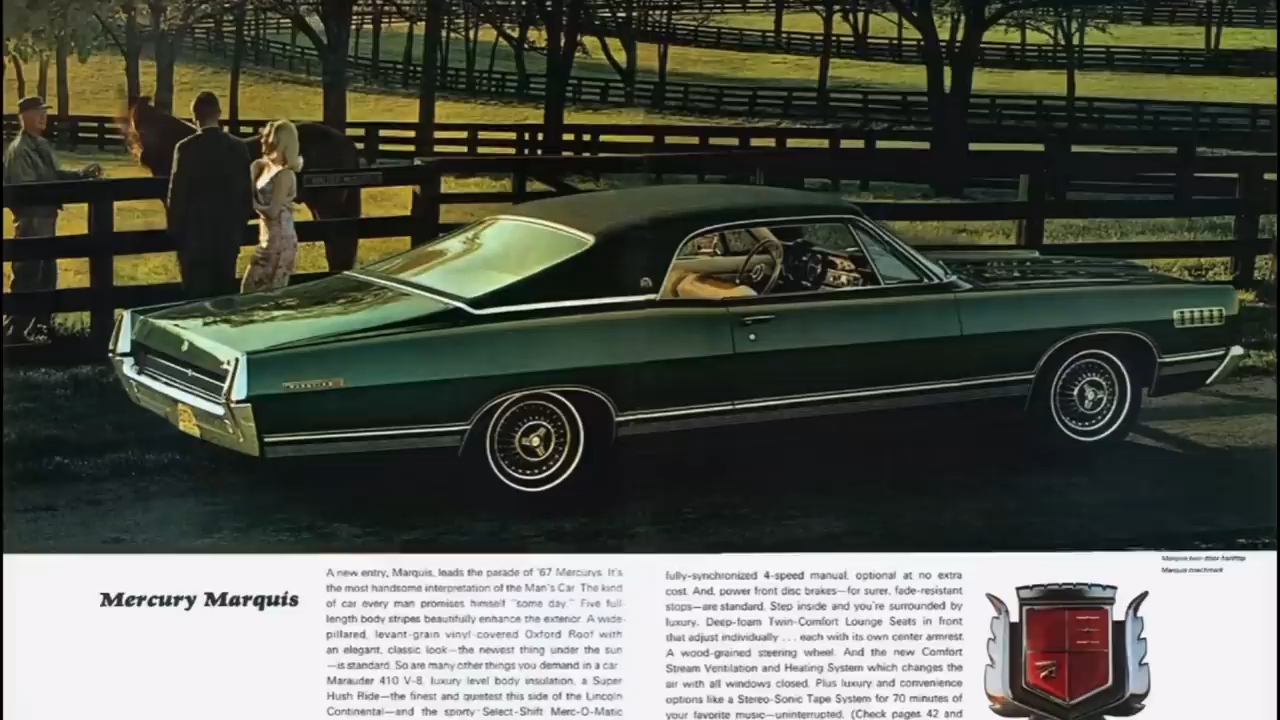 Mercury Marquis
A new entry, Marquis, leads the parade of '67 Mercurys. It's
the most handsome interpretation of the Man's Car. The kind
of car every man promises himself "some day." Five full-
length body stripes beautifully enhance the exterior. A wide-
pillared, levant-grain vinyl-covered Oxford Roof with
an elegant, classic look—the newest thing under the sun
—is standard. So are many other things you demand in a car:
Marauder 410 V-8, luxury level body insulation, a Super
Hush Ride—the finest and quietest this side of the Lincoln
Continental—and the sporty Select-Shift Merc-O-Matic
fully-synchronized 4-speed manual, optional at no extra
cost. And, power front disc brakes—for surer, fade-resistant
stops—are standard. Step inside and you're surrounded by
luxury. Deep-foam Twin-Comfort Lounge Seats in front
that adjust individually . . . each with its own center armrest.
A wood-grained steering wheel. And the new Comfort
Stream Ventilation and Heating System which changes the
air with all windows closed. Plus luxury and convenience
options like a Stereo-Sonic Tape System for 70 minutes of
your favorite music—uninterrupted. (Check pages 42 and
Marquis two-door hardtop